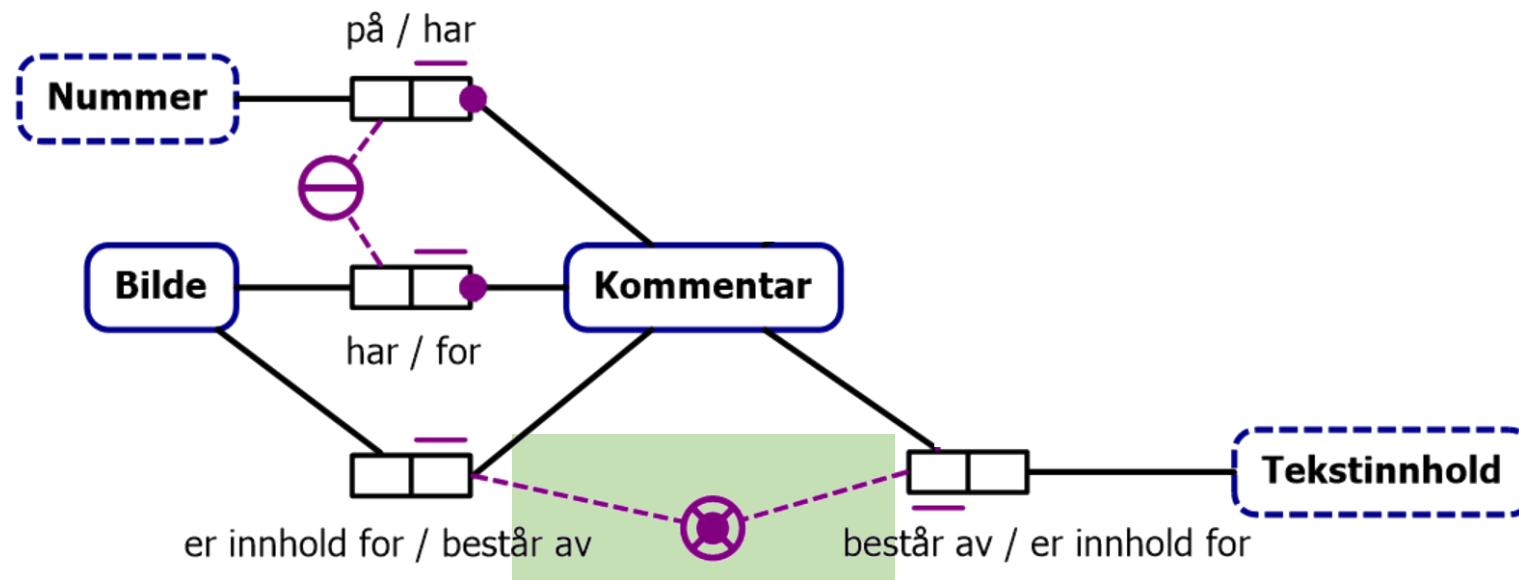 på / har
Nummer
Bilde
Kommentar
har / for
Tekstinnhold
er innhold for / består av
består av / er innhold for